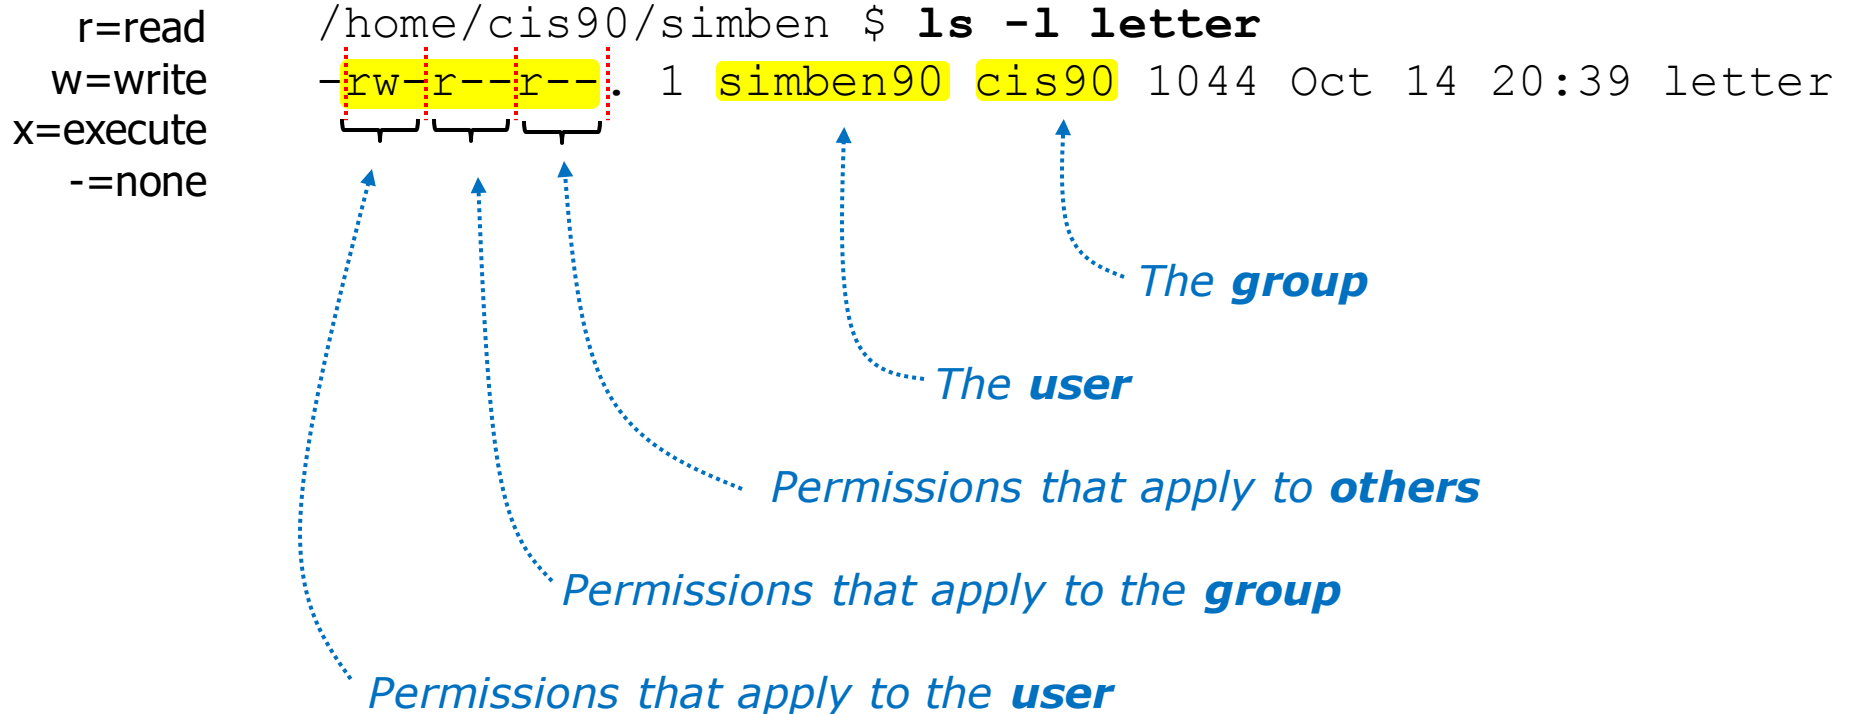 r=read
w=write
x=execute
-=none
/home/cis90/simben $ ls -l letter
-rw-r--r--. 1 simben90 cis90 1044 Oct 14 20:39 letter
The group
The user
Permissions that apply to others
Permissions that apply to the group
Permissions that apply to the user